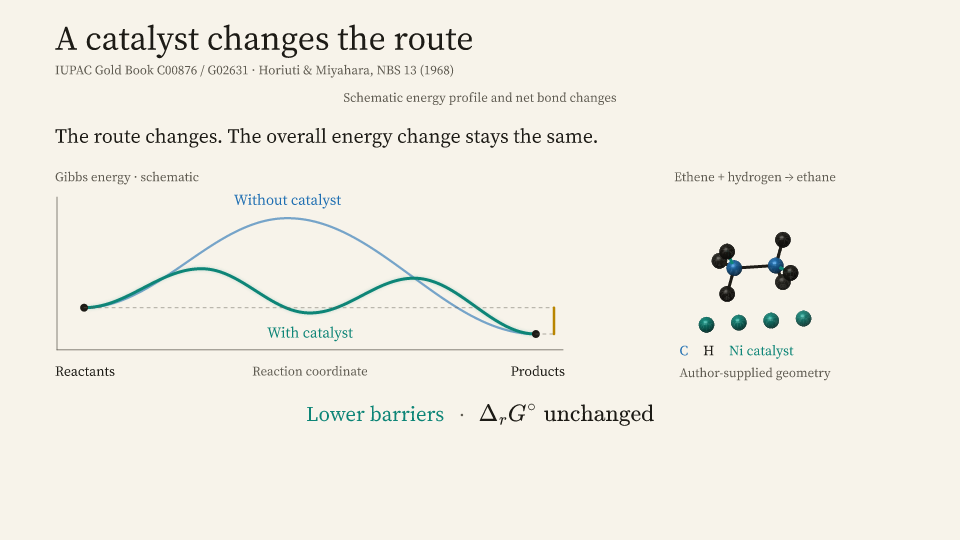 A catalyst changes the route
IUPAC Gold Book C00876 / G02631 · Horiuti & Miyahara, NBS 13 (1968)
Schematic energy profile and net bond changes
The route changes. The overall energy change stays the same.
Gibbs energy · schematic
Ethene + hydrogen → ethane
Without catalyst
With catalyst
C H Ni catalyst
Reactants Reaction coordinate Products
Author-supplied geometry
Lower barriers · ΔᵣG° unchanged